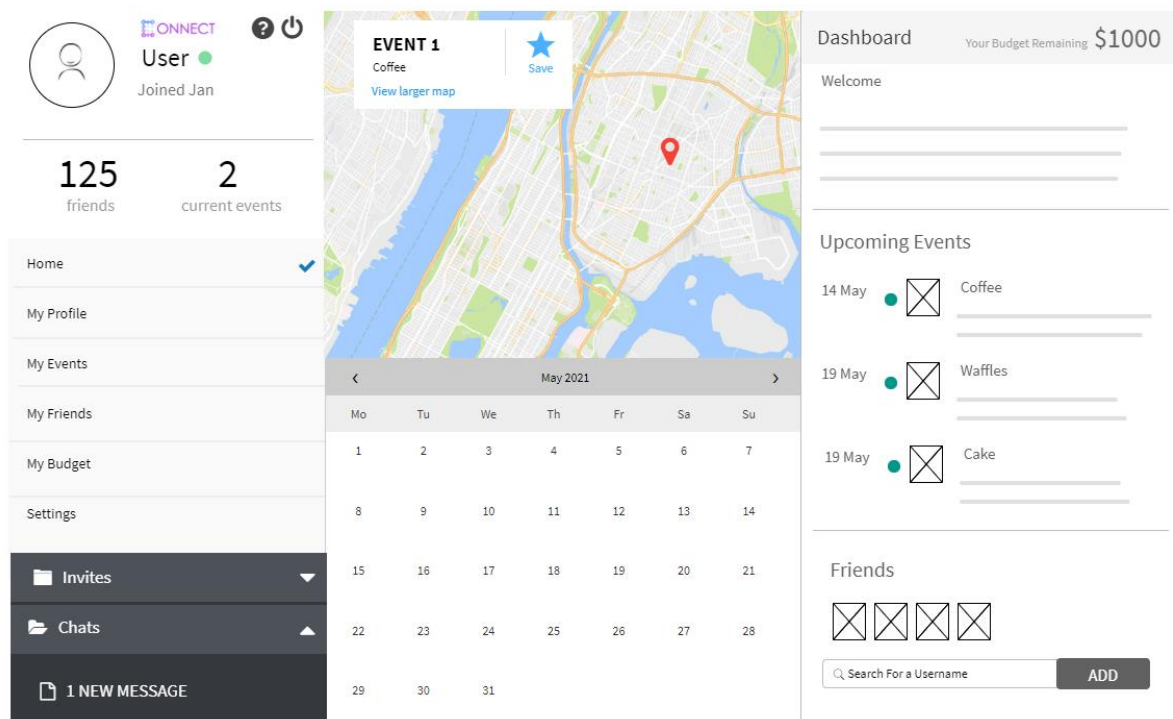 CONNECT
User
Joined Jan
125
friends
2
current events
Home
My Profile
My Events
My Friends
My Budget
Settings
Invites
Chats
1 NEW MESSAGE
EVENT 1
Coffee
View larger map
Save
May 2021
Mo Tu We Th Fr Sa Su
1 2 3 4 5 6 7
8 9 10 11 12 13 14
15 16 17 18 19 20 21
22 23 24 25 26 27 28
29 30 31
Dashboard
Your Budget Remaining $1000
Welcome
Upcoming Events
14 May Coffee
19 May Waffles
19 May Cake
Friends
Search For a Username
ADD